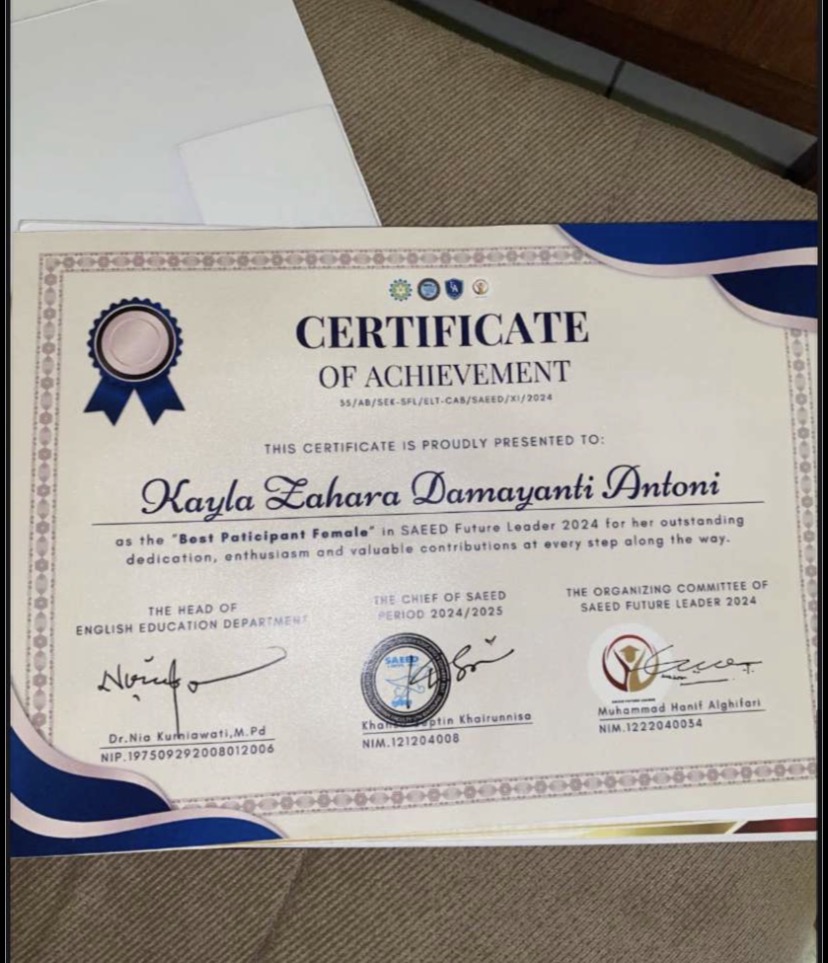 CERTIFICATE
OF ACHIEVEMENT
55/AB/SEK-SFL/ELT-CAB/SAEED/XI/2024
THIS CERTIFICATE IS PROUDLY PRESENTED TO:
Kayla Zahara Damayanti Antoni
as the "Best Paticipant Female" in SAEED Future Leader 2024 for her outstanding
dedication, enthusiasm and valuable contributions at every step along the way.
THE HEAD OF
ENGLISH EDUCATION DEPARTMENT
Dr.Nia Kurniawati,M.Pd
NIP.197509292008012006
THE CHIEF OF SAEED
PERIOD 2024/2025
SAEED
Khairunnisa
NIM.121204008
THE ORGANIZING COMMITTEE OF
SAEED FUTURE LEADER 2024
Muhammad Hanif Alghifari
NIM.1222040054